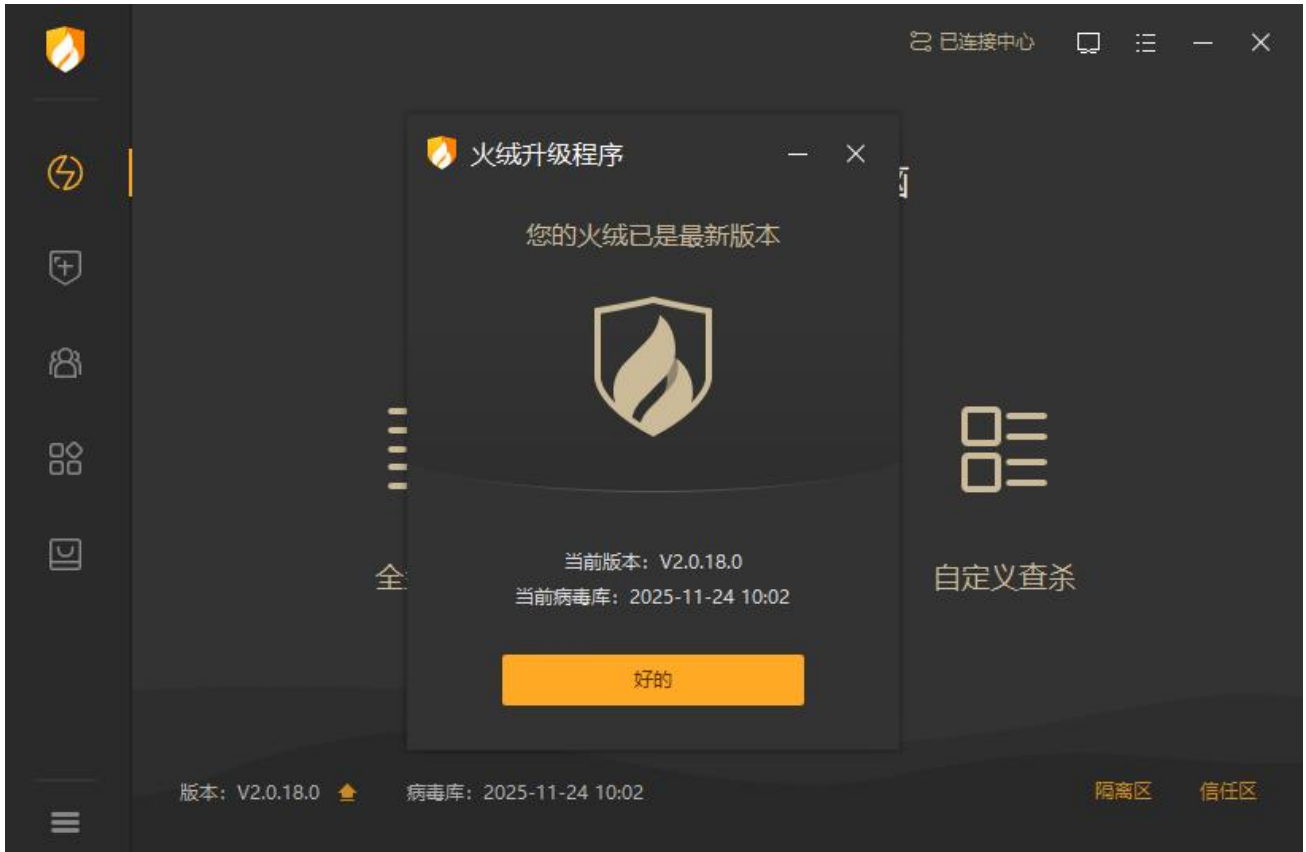 已连接中心
火绒升级程序
您的火绒已是最新版本
全
自定义查杀
当前版本：V2.0.18.0
当前病毒库：2025-11-24 10:02
好的
版本：V2.0.18.0
病毒库：2025-11-24 10:02
隔离区
信任区